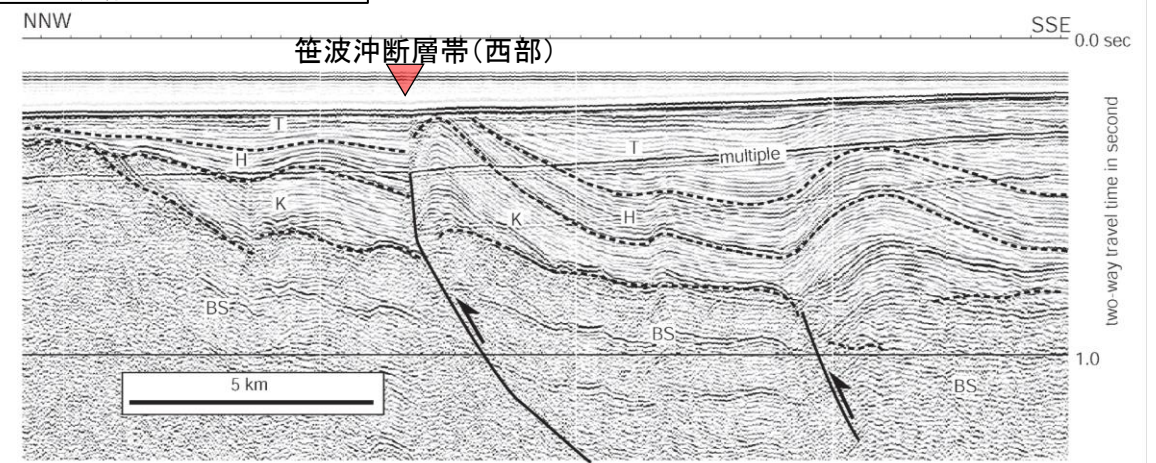 NNW
SSE
0.0 sec
笹波沖断層帯(西部)
T
H
K
T
multiple
K
H
BS
BS
BS
1.0
5 km
two-way travel time in second